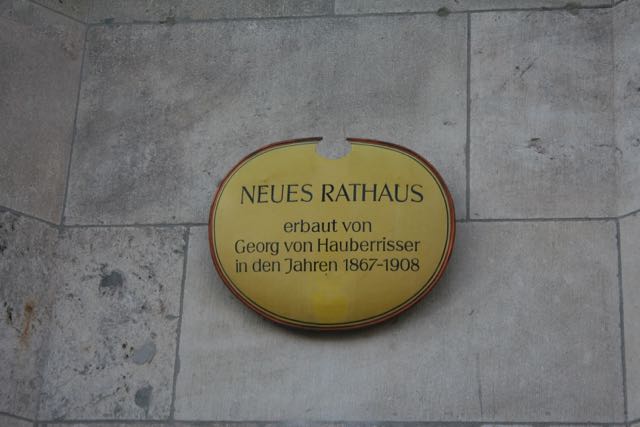 NEUES RATHAUS
erbaut von
Georg von Hauberrisser
in den Jahren 1867-1908